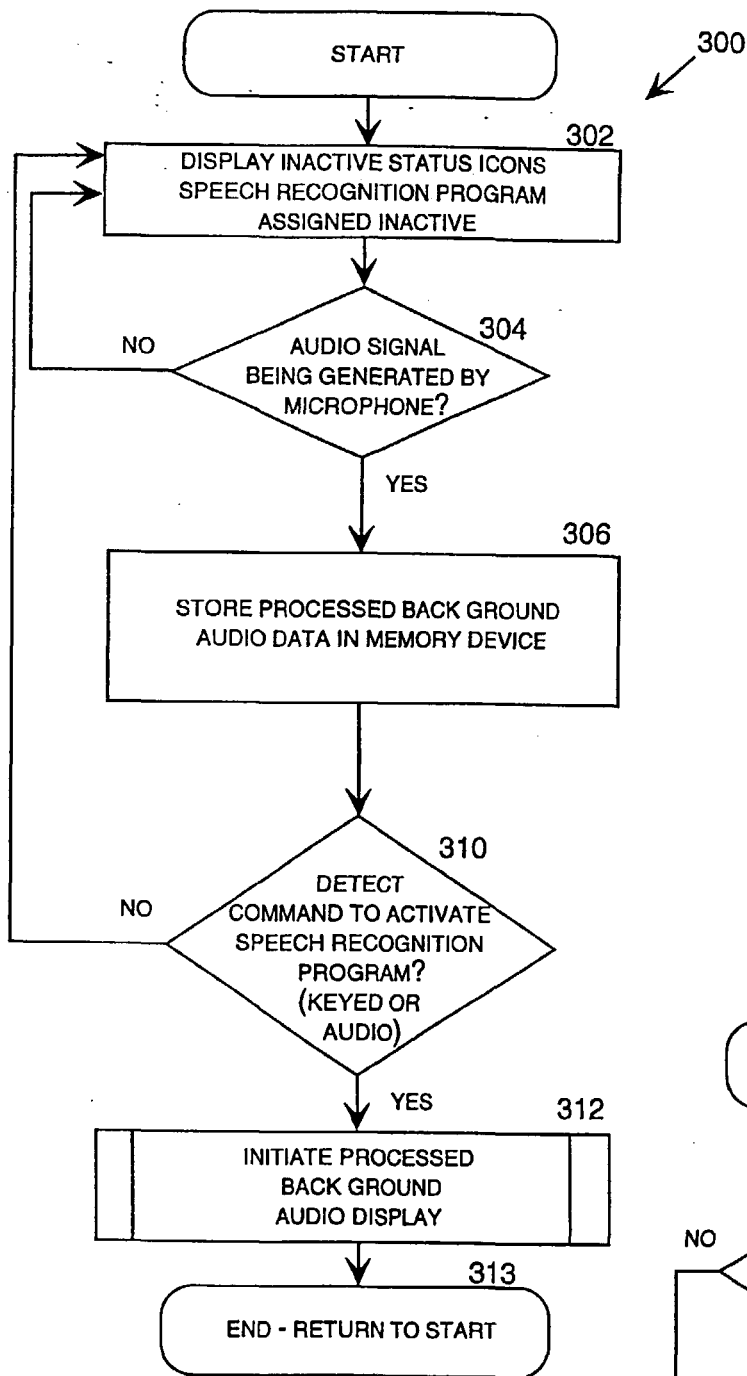 START
300
302
DISPLAY INACTIVE STATUS ICONS
SPEECH RECOGNITION PROGRAM
ASSIGNED INACTIVE
304
NO
AUDIO SIGNAL
BEING GENERATED BY
MICROPHONE?
YES
306
STORE PROCESSED BACK GROUND
AUDIO DATA IN MEMORY DEVICE
310
NO
DETECT
COMMAND TO ACTIVATE
SPEECH RECOGNITION
PROGRAM?
(KEYED OR
AUDIO)
YES
312
INITIATE PROCESSED
BACK GROUND
AUDIO DISPLAY
NO
313
END - RETURN TO START